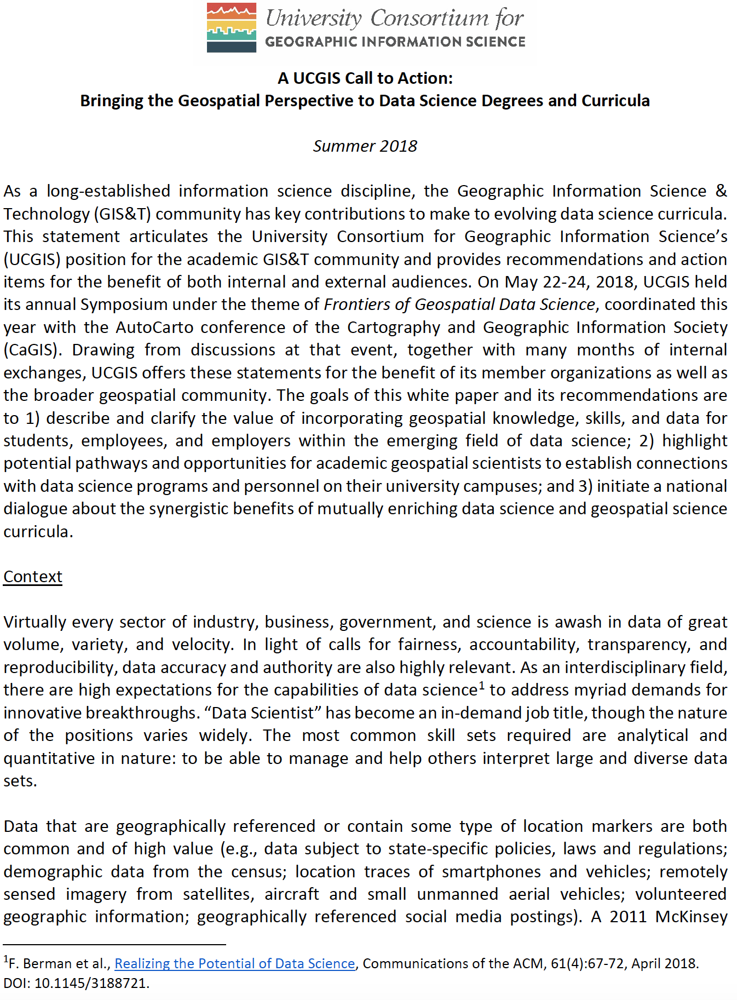 University Consortium for
GEOGRAPHIC INFORMATION SCIENCE
A UCGIS Call to Action:
Bringing the Geospatial Perspective to Data Science Degrees and Curricula
Summer 2018
As a long-established information science discipline, the Geographic Information Science &
Technology (GIS&T) community has key contributions to make to evolving data science curricula.
This statement articulates the University Consortium for Geographic Information Science’s
(UCGIS) position for the academic GIS&T community and provides recommendations and action
items for the benefit of both internal and external audiences. On May 22-24, 2018, UCGIS held
its annual Symposium under the theme of Frontiers of Geospatial Data Science, coordinated this
year with the AutoCarto conference of the Cartography and Geographic Information Society
(CaGIS). Drawing from discussions at that event, together with many months of internal
exchanges, UCGIS offers these statements for the benefit of its member organizations as well as
the broader geospatial community. The goals of this white paper and its recommendations are
to 1) describe and clarify the value of incorporating geospatial knowledge, skills, and data for
students, employees, and employers within the emerging field of data science; 2) highlight
potential pathways and opportunities for academic geospatial scientists to establish connections
with data science programs and personnel on their university campuses; and 3) initiate a national
dialogue about the synergistic benefits of mutually enriching data science and geospatial science
curricula.
Context
Virtually every sector of industry, business, government, and science is awash in data of great
volume, variety, and velocity. In light of calls for fairness, accountability, transparency, and
reproducibility, data accuracy and authority are also highly relevant. As an interdisciplinary field,
there are high expectations for the capabilities of data science¹ to address myriad demands for
innovative breakthroughs. “Data Scientist” has become an in-demand job title, though the nature
of the positions varies widely. The most common skill sets required are analytical and
quantitative in nature: to be able to manage and help others interpret large and diverse data
sets.
Data that are geographically referenced or contain some type of location markers are both
common and of high value (e.g., data subject to state-specific policies, laws and regulations;
demographic data from the census; location traces of smartphones and vehicles; remotely
sensed imagery from satellites, aircraft and small unmanned aerial vehicles; volunteered
geographic information; geographically referenced social media postings). A 2011 McKinsey
¹F. Berman et al., Realizing the Potential of Data Science, Communications of the ACM, 61(4):67-72, April 2018.
DOI: 10.1145/3188721.